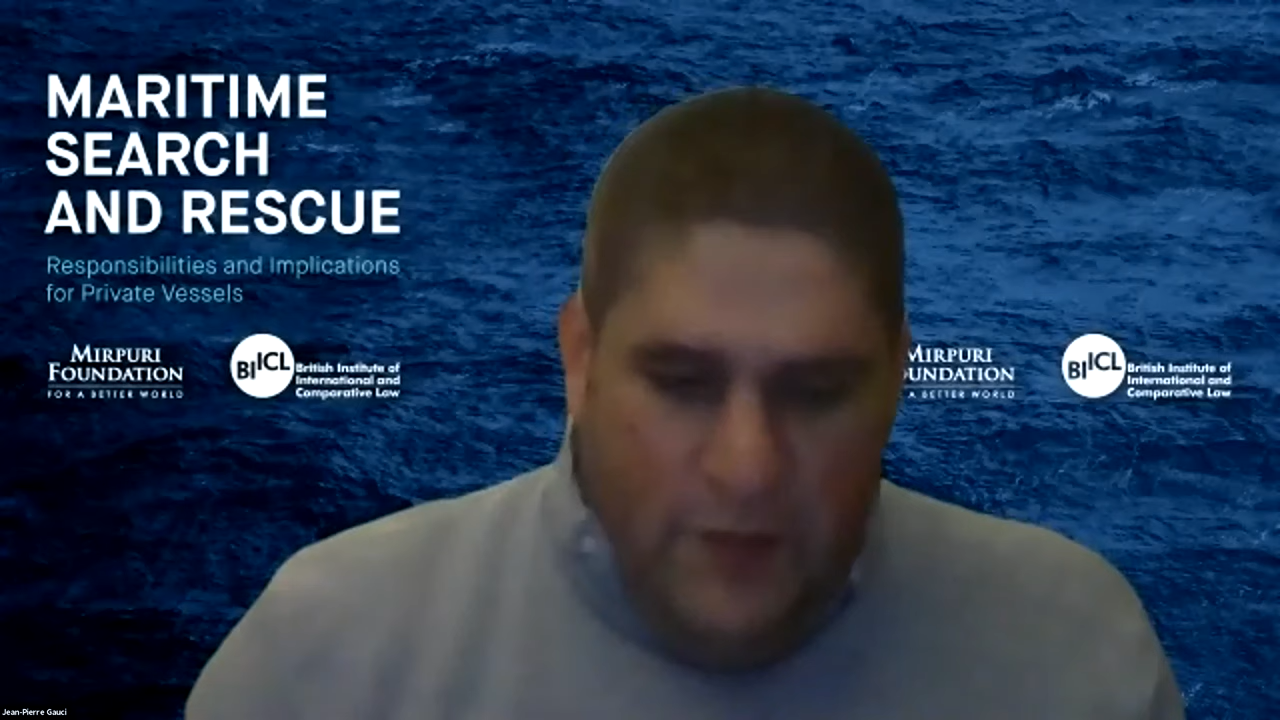 MARITIME
SEARCH
AND RESCUE
Responsibilities and Implications
for Private Vessels
MIRPURI
FOUNDATION
FOR A BETTER WORLD
BIICL
British Institute of
International and
Comparative Law
MIRPURI
OUNDATION
A BETTER WORLD
BIICL
British Institute of
International and
Comparative Law
Jean-Pierre Gauci